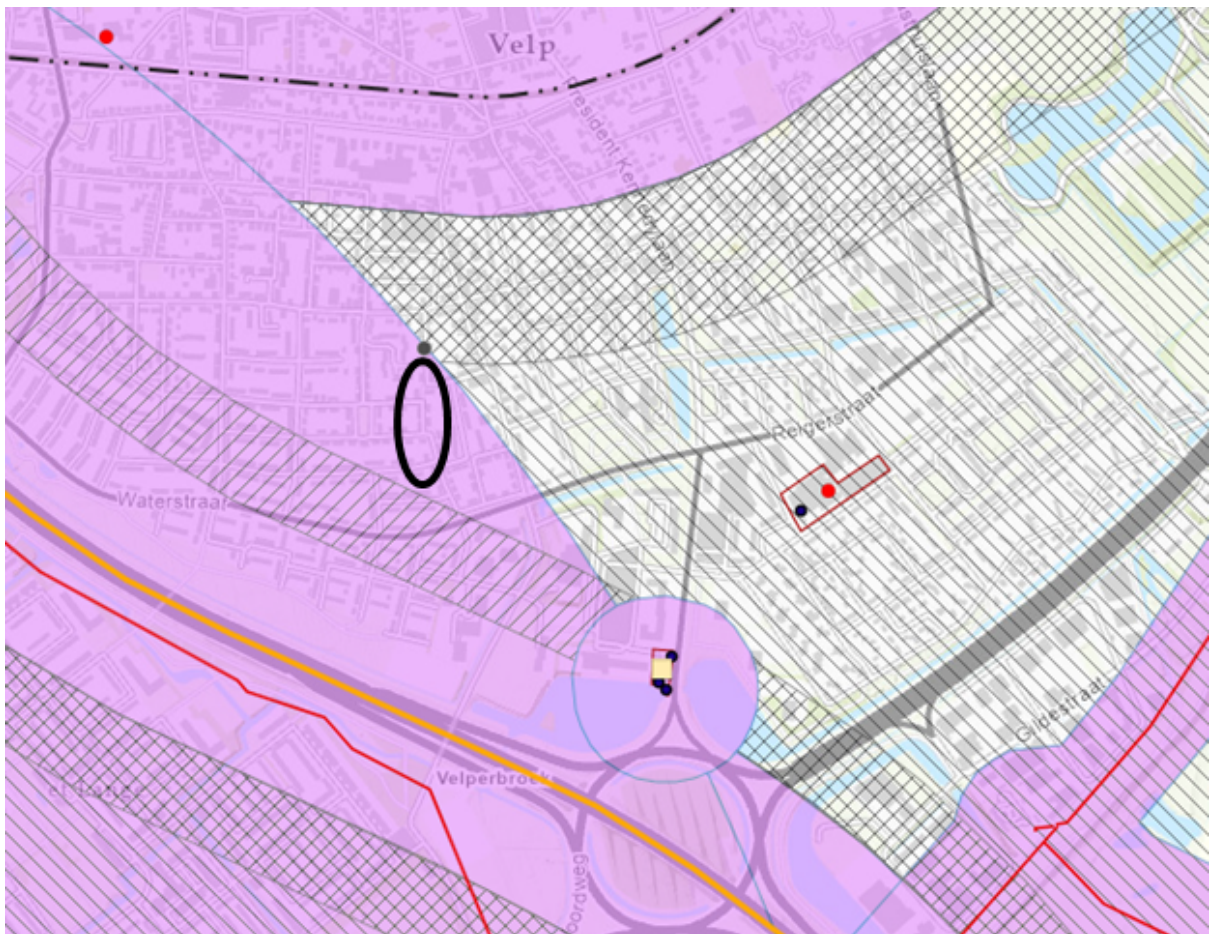 Velp
President Kennedylaan
Reigerstraat
Waterstraat
Gildestraat
Velperbroek